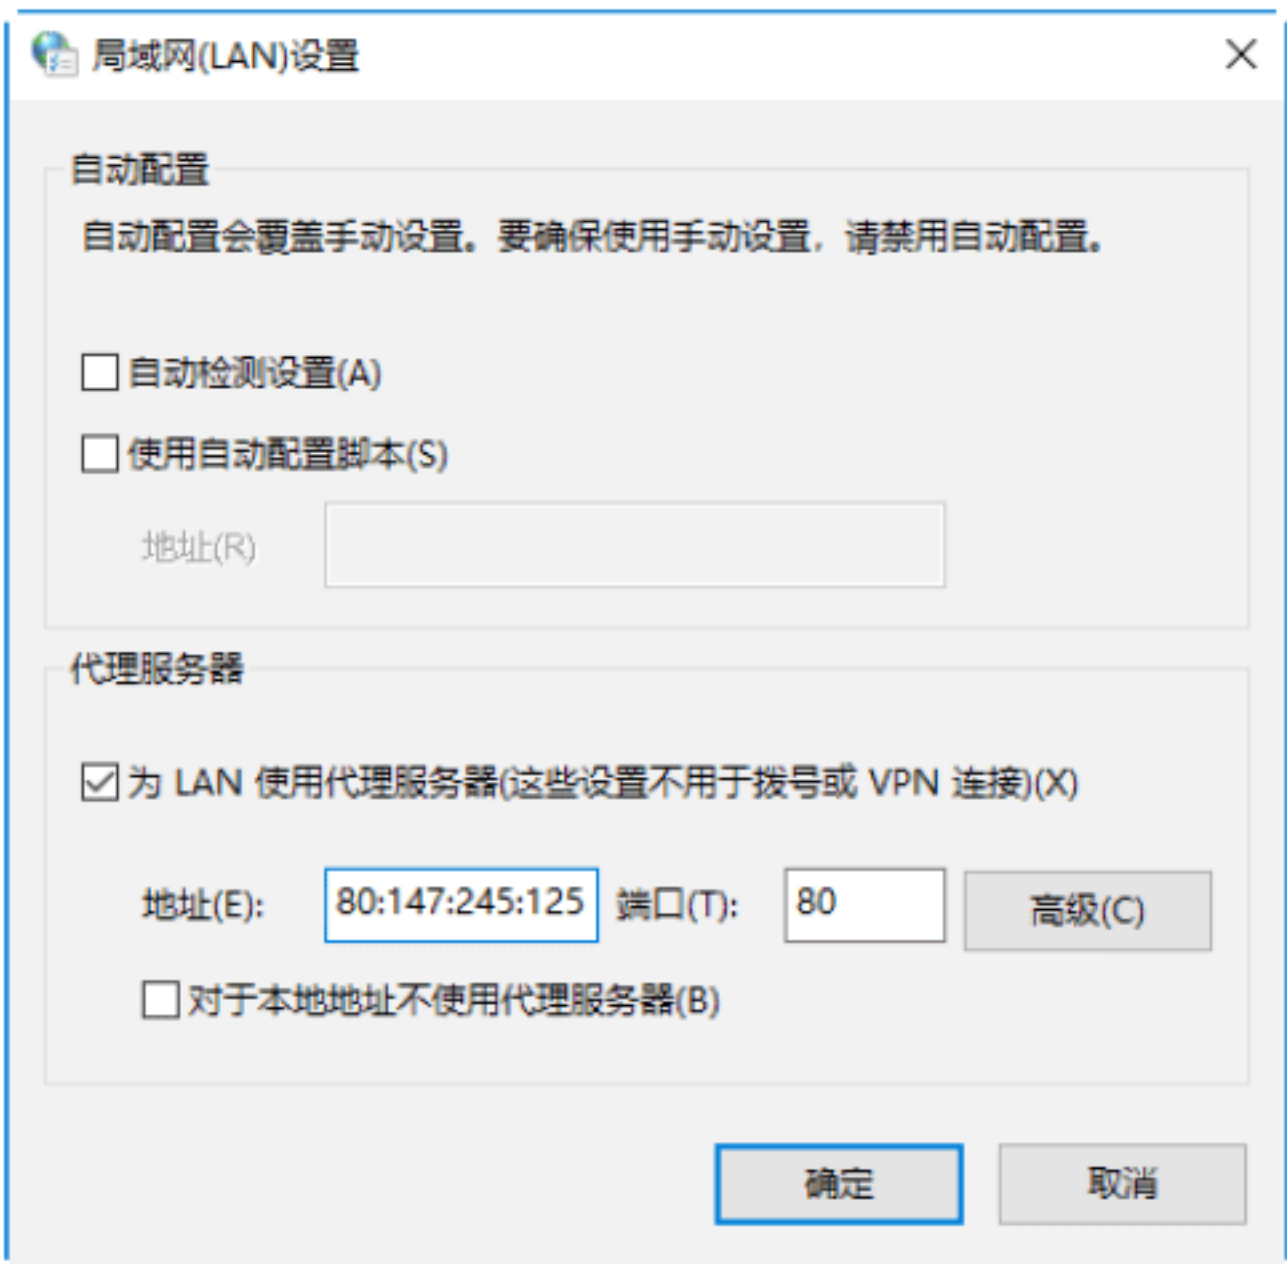 局域网(LAN)设置
自动配置
自动配置会覆盖手动设置。要确保使用手动设置，请禁用自动配置。
自动检测设置(A)
使用自动配置脚本(S)
地址(R)
代理服务器
为 LAN 使用代理服务器(这些设置不用于拨号或 VPN 连接)(X)
地址(E): 80:147:245:125 端口(T): 80 高级(C)
对于本地地址不使用代理服务器(B)
确定 取消